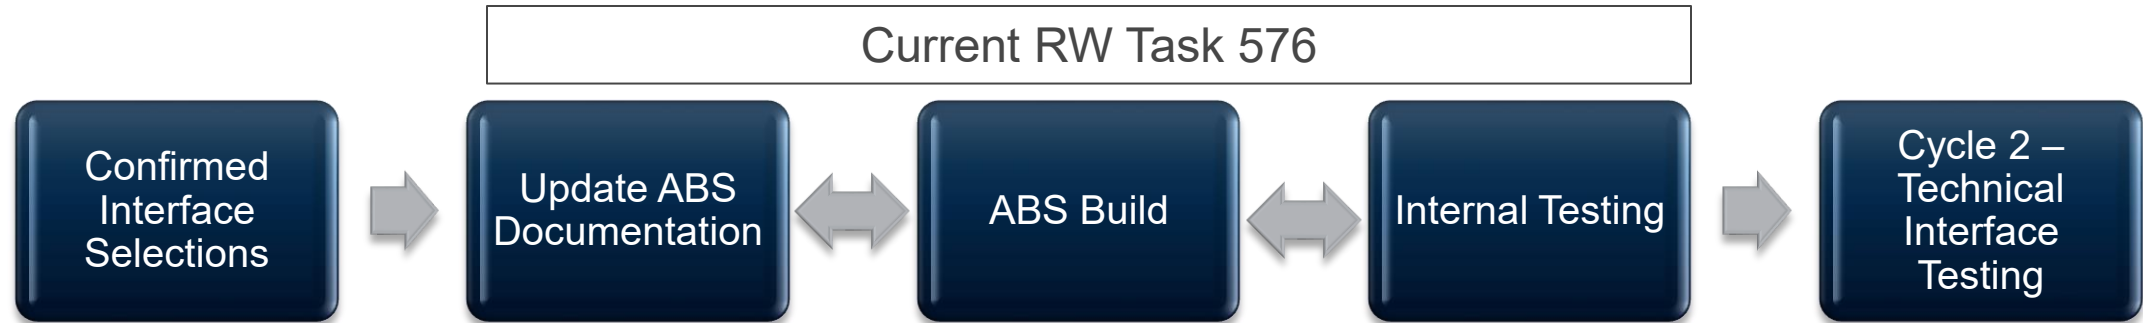 Current RW Task 576
Confirmed
Interface
Selections
Update ABS
Documentation
ABS Build
Internal Testing
Cycle 2 –
Technical
Interface
Testing